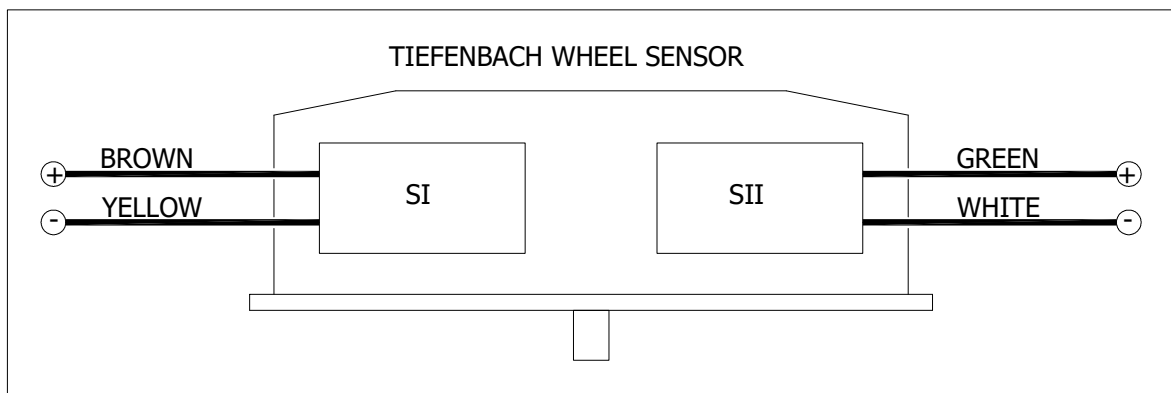 TIEFENBACH WHEEL SENSOR
+ BROWN
GREEN +
SI
SII
- YELLOW
WHITE -